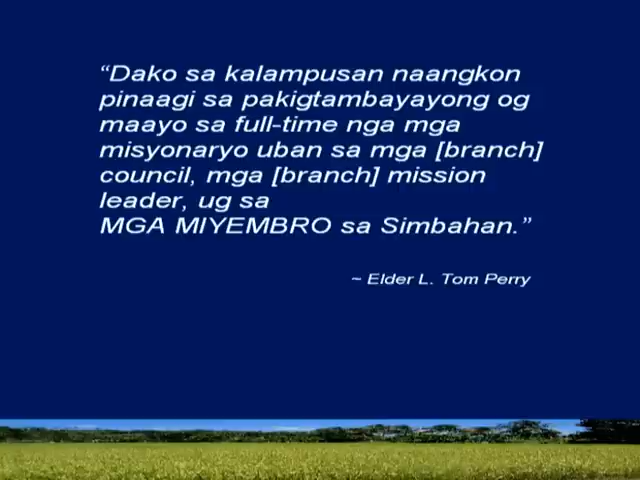 “Dako sa kalampusan naangkon
pinaagi sa pakigtambayayong og
maayo sa full-time nga mga
misyonaryo uban sa mga [branch]
council, mga [branch] mission
leader, ug sa
MGA MIYEMBRO sa Simbahan.”
~ Elder L. Tom Perry